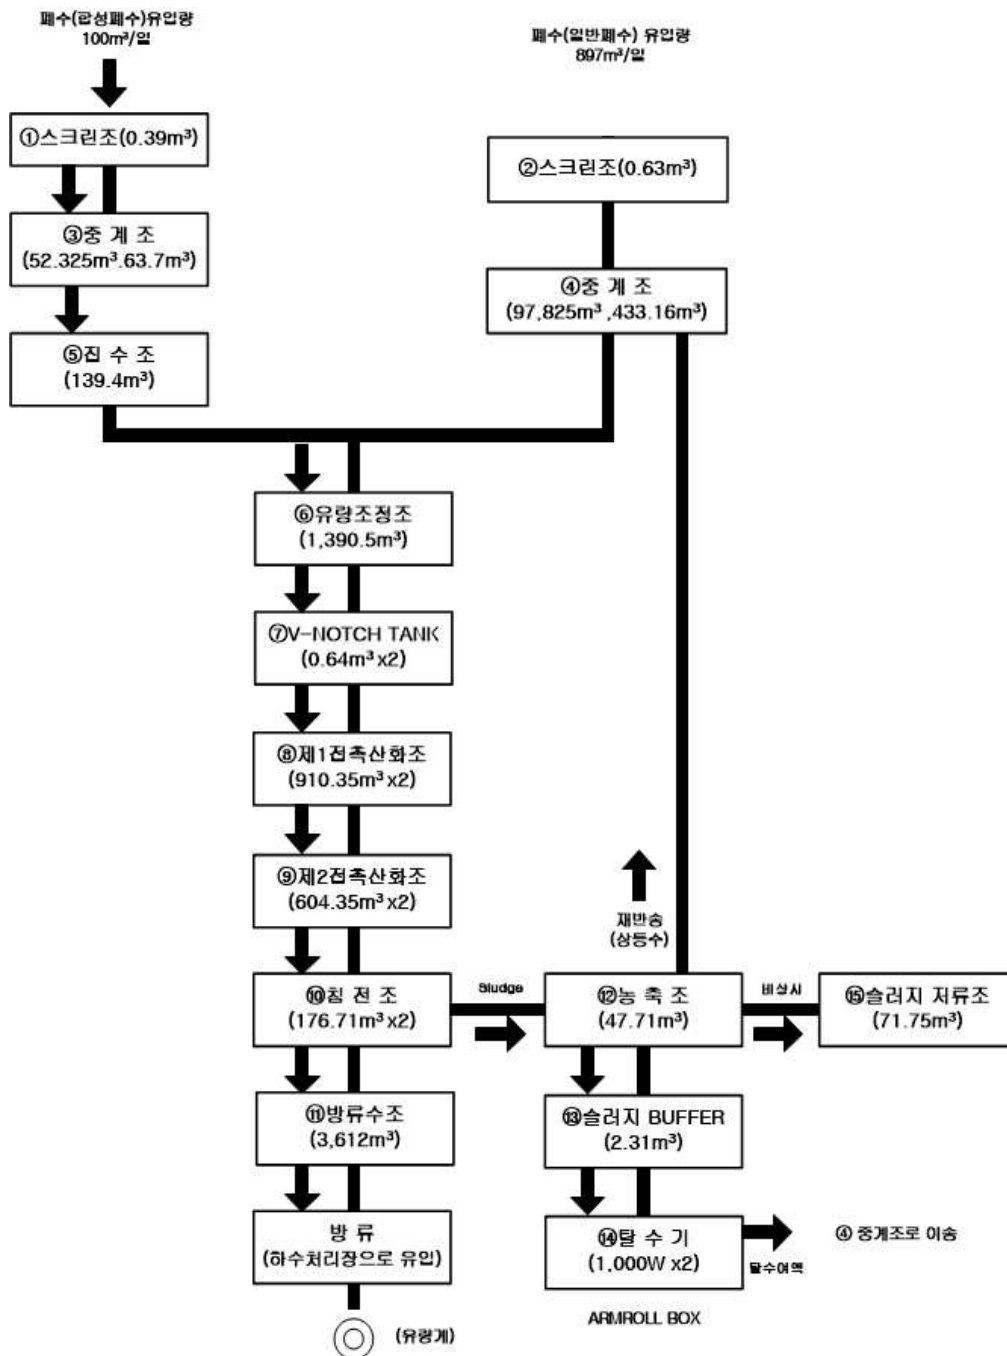 폐수(합성폐수)유입량
100m³/일
폐수(일반폐수) 유입량
897m³/일
①스크린조(0.39m³)
②스크린조(0.63m³)
③중 계 조
(52.325m³.63.7m³)
④중 계 조
(97,825m³ ,433.16m³)
⑤집 수 조
(139.4m³)
⑥유량조정조
(1,390.5m³)
⑦V-NOTCH TANK
(0.64m³ x2)
⑧제1접촉산화조
(910.35m³ x2)
⑨제2접촉산화조
(604.35m³ x2)
재반송
(상등수)
⑩침 전 조
(176.71m³ x2)
Sludge
⑫농 축 조
(47.71m³)
비상시
⑮슬러지 저류조
(71.75m³)
⑪방류수조
(3,612m³)
⑬슬러지 BUFFER
(2.31m³)
방 류
(하수처리장으로 유입)
⑭탈 수 기
(1,000W x2)
탈수여액
④ 중계조로 이송
ARMROLL BOX
(유량계)